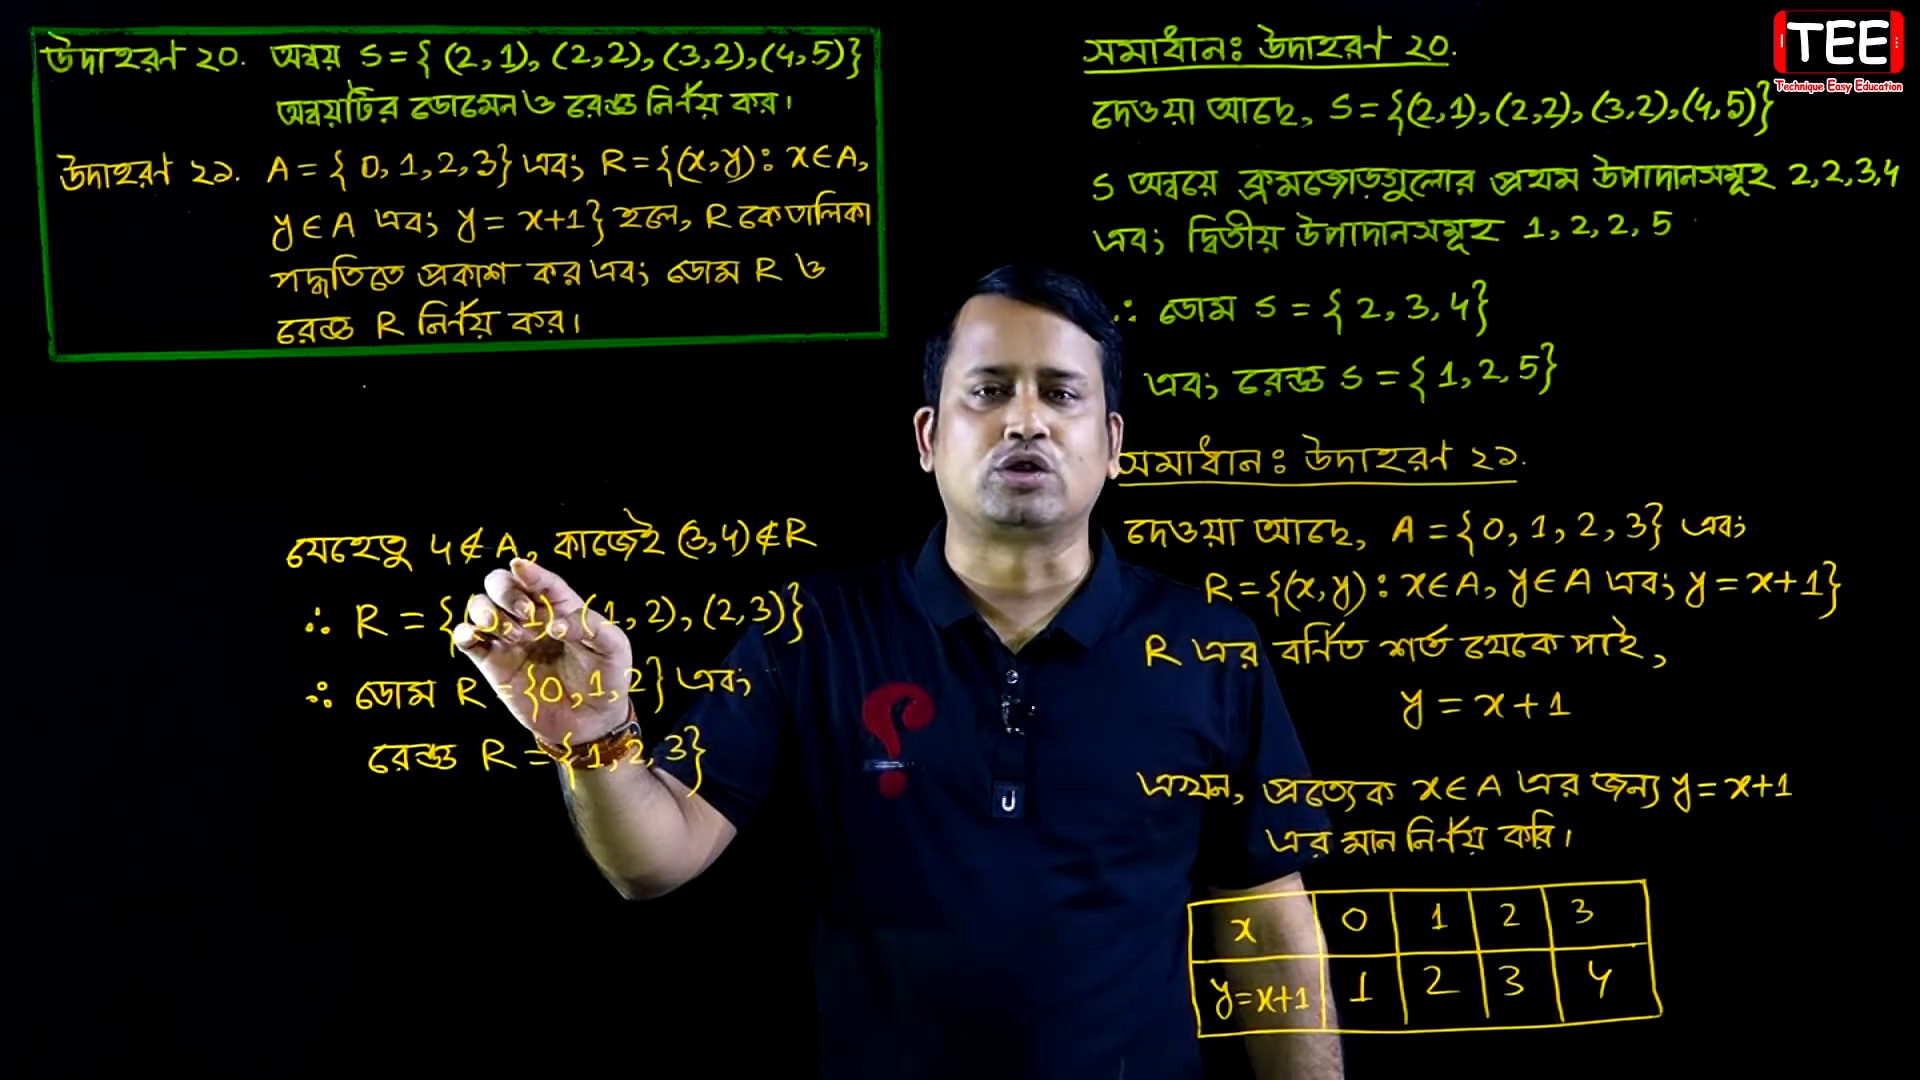 উদাহরণ ২০. অন্বয় S = { (2,1), (2,2), (3,2), (4,5)}
অন্বয়টির ডোমেন ও রেঞ্জ নির্ণয় কর।
উদাহরণ ২১. A = { 0, 1, 2, 3} এবং R = {(x,y) : x∈A,
y∈A এবং y = x+1} হলে, R কে তালিকা
পদ্ধতিতে প্রকাশ কর এবং ডোম R ও
রেঞ্জ R নির্ণয় কর।
যেহেতু 4∉A, কাজেই (3,4)∉R
∴ R = {(0,1), (1,2), (2,3)}
∴ ডোম R = {0, 1, 2} এবং
রেঞ্জ R = {1, 2, 3}
TEE
Technique Easy Education
সমাধান: উদাহরণ ২০.
দেওয়া আছে, S = {(2,1), (2,2), (3,2), (4,5)}
S অন্বয়ে ক্রমজোড়গুলোর প্রথম উপাদানসমূহ 2,2,3,4
এবং দ্বিতীয় উপাদানসমূহ 1, 2, 2, 5
∴ ডোম S = { 2, 3, 4}
এবং রেঞ্জ S = { 1, 2, 5}
সমাধান: উদাহরণ ২১.
দেওয়া আছে, A = {0, 1, 2, 3} এবং
R = {(x,y) : x∈A, y∈A এবং y = x+1}
R এর বর্ণিত শর্ত থেকে পাই,
y = x + 1
এখন, প্রত্যেক x∈A এর জন্য y = x+1
এর মান নির্ণয় করি।
x 0 1 2 3
y=x+1 1 2 3 4
U